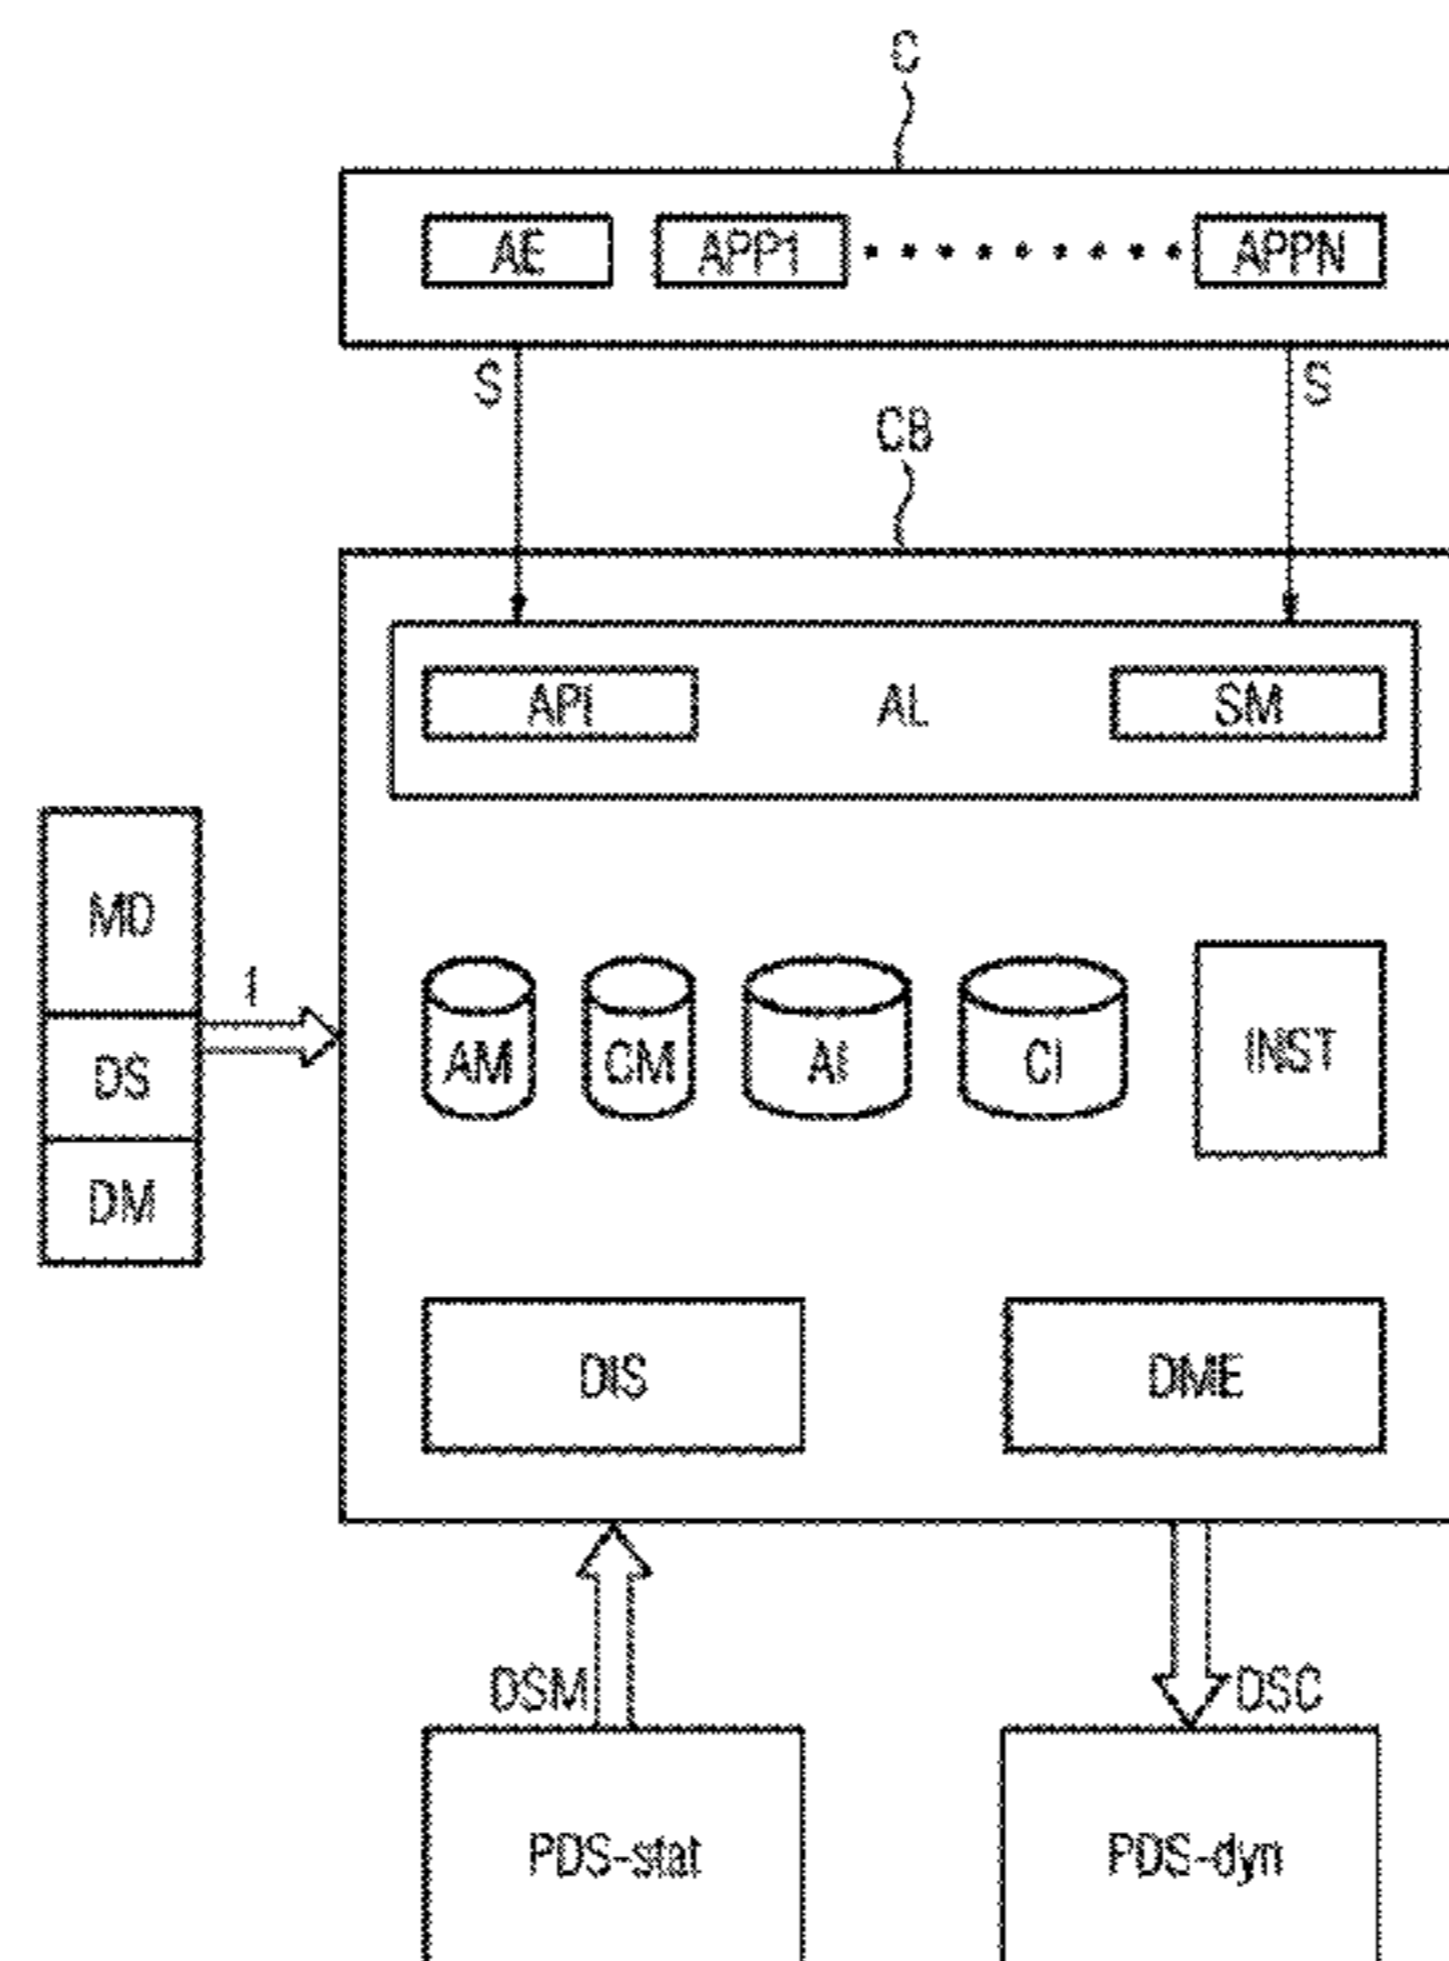 C
AE APP1 APPN
S S
CB
API AL SM
MD
1
DS
DM
AM CM AI CI INST
DIS DME
DSM DSC
PDS-stat PDS-dyn